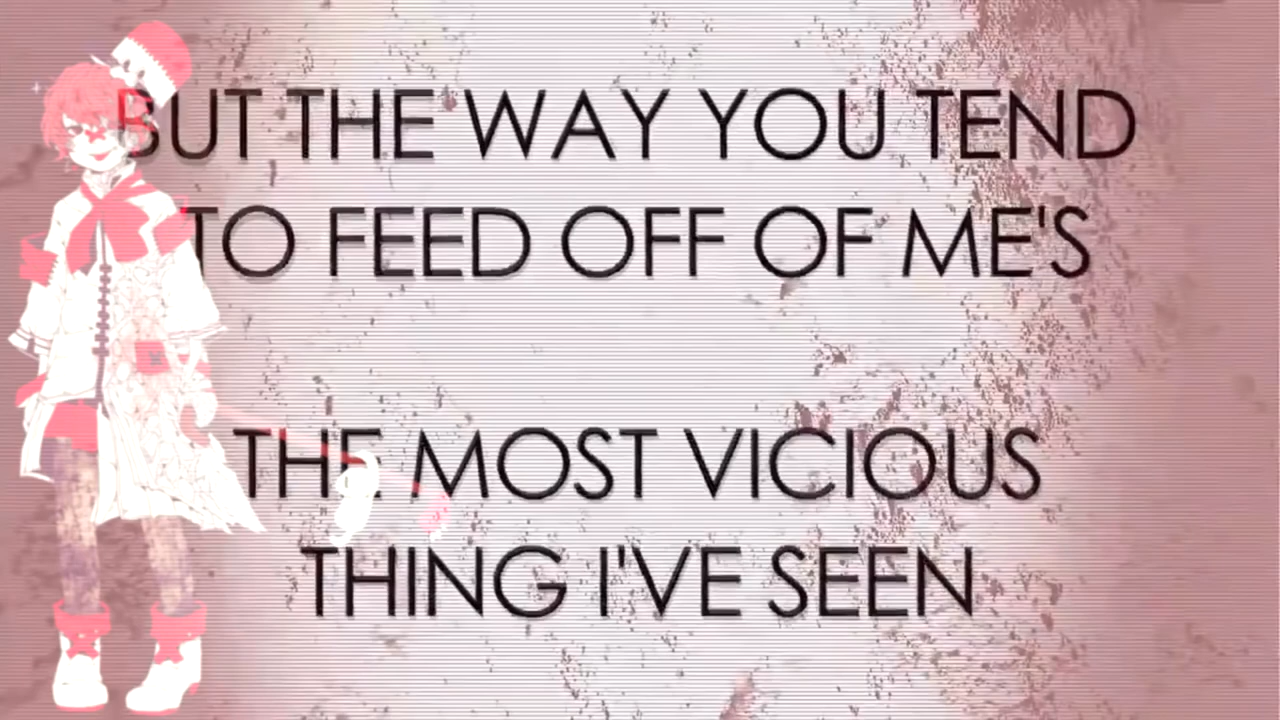 BUT THE WAY YOU TEND
TO FEED OFF OF ME'S
THE MOST VICIOUS
THING I'VE SEEN